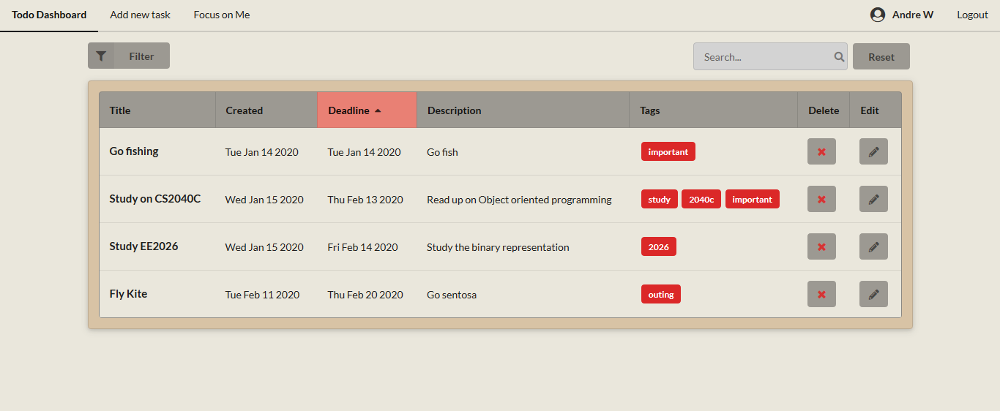 Todo Dashboard Add new task Focus on Me Andre W Logout
Filter Search... Reset
Title Created Deadline Description Tags Delete Edit
Go fishing Tue Jan 14 2020 Tue Jan 14 2020 Go fish important
Study on CS2040C Wed Jan 15 2020 Thu Feb 13 2020 Read up on Object oriented programming study 2040c important
Study EE2026 Wed Jan 15 2020 Fri Feb 14 2020 Study the binary representation 2026
Fly Kite Tue Feb 11 2020 Thu Feb 20 2020 Go sentosa outing